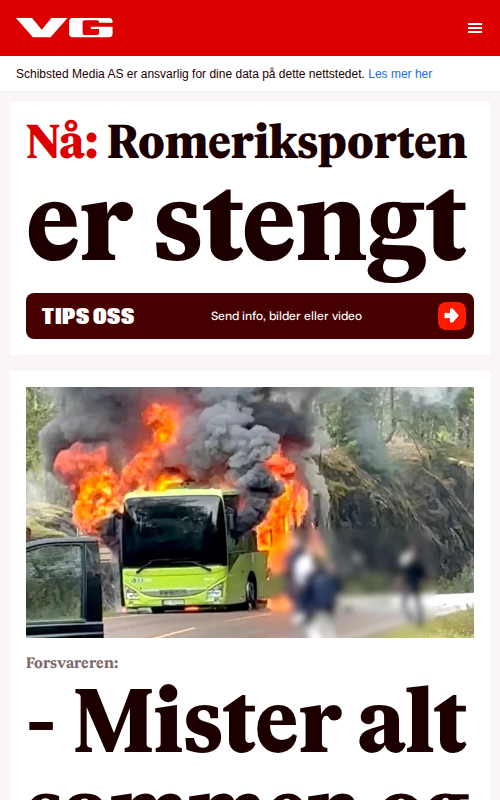 VG
Schibsted Media AS er ansvarlig for dine data på dette nettstedet. Les mer her
Nå: Romeriksporten
er stengt
TIPS OSS Send info, bilder eller video
Forsvareren:
- Mister alt
sammen og